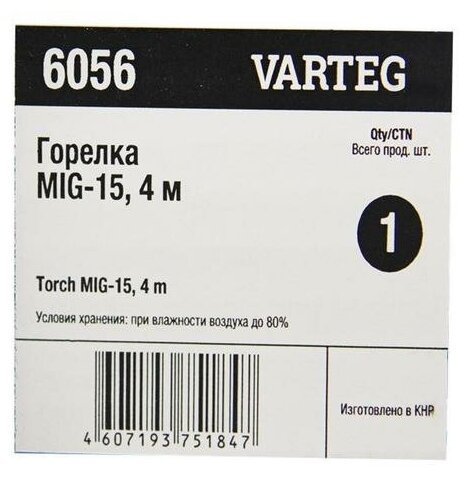 6056 VARTEG
Qty/CTN
Всего прод. шт.
Горелка
MIG-15, 4 м
1
Torch MIG-15, 4 m
Условия хранения: при влажности воздуха до 80%
Изготовлено в КНР
4 607193 751847